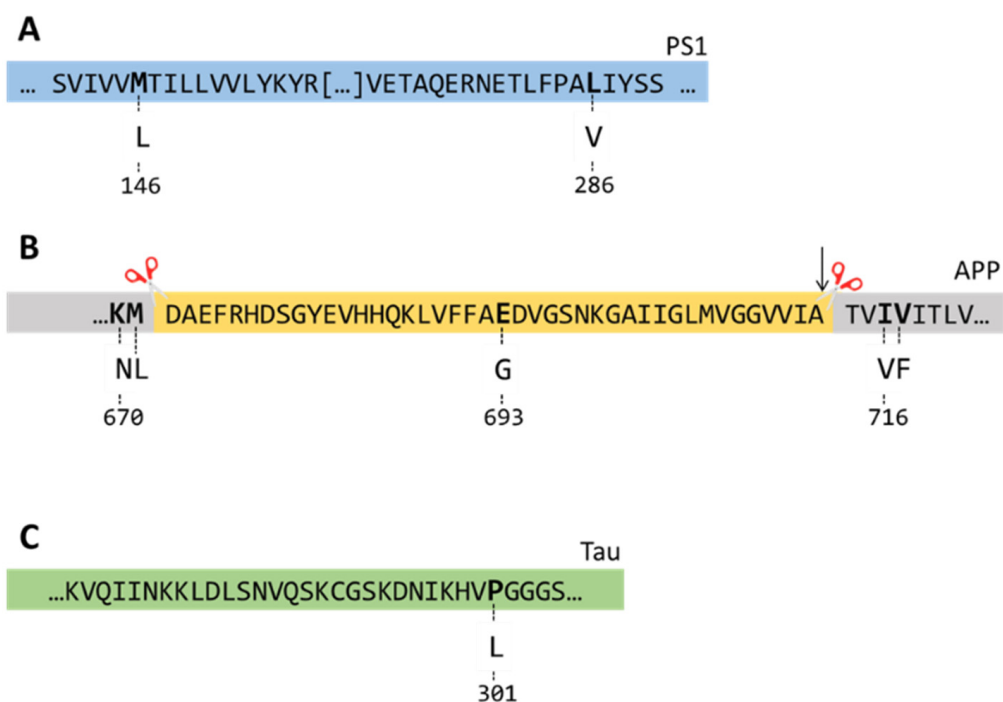 A
PS1
... SVIVVMTILLVVLYKYR[...]VETAQERNETLFPALIYSS ...
L V
146 286
B
APP
...KM DAEFRHDSGYEVHHQKLVFFAEDVGSNKGAIIGLMVGGVVIA TVIVITLV...
NL G VF
670 693 716
C
Tau
...KVQIINKKLDLSNVQSKCGSKDNIKHVPGGGS...
L
301